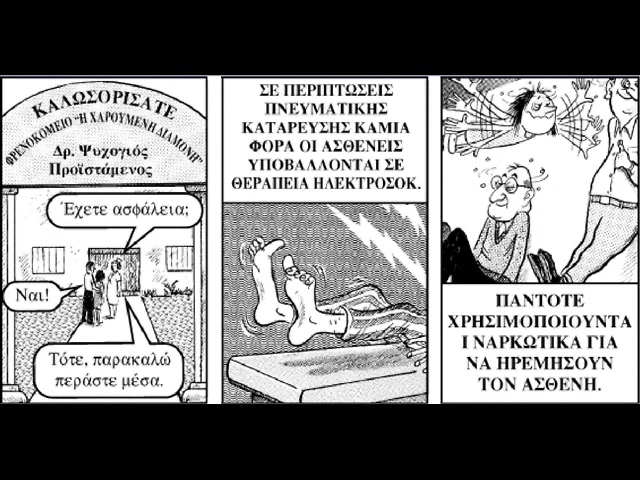 ΚΑΛΩΣΟΡΙΣΑΤΕ
ΦΡΕΝΟΚΟΜΕΙΟ "Η ΧΑΡΟΥΜΕΝΗ ΔΙΑΜΟΝΗ"
Δρ. Ψυχογιός
Προϊστάμενος
Έχετε ασφάλεια;
Ναι!
Τότε, παρακαλώ
περάστε μέσα.
ΣΕ ΠΕΡΙΠΤΩΣΕΙΣ
ΠΝΕΥΜΑΤΙΚΗΣ
ΚΑΤΑΡΕΥΣΗΣ ΚΑΜΙΑ
ΦΟΡΑ ΟΙ ΑΣΘΕΝΕΙΣ
ΥΠΟΒΑΛΛΟΝΤΑΙ ΣΕ
ΘΕΡΑΠΕΙΑ ΗΛΕΚΤΡΟΣΟΚ.
ΠΑΝΤΟΤΕ
ΧΡΗΣΙΜΟΠΟΙΟΥΝΤΑ
Ι ΝΑΡΚΩΤΙΚΑ ΓΙΑ
ΝΑ ΗΡΕΜΗΣΟΥΝ
ΤΟΝ ΑΣΘΕΝΗ.